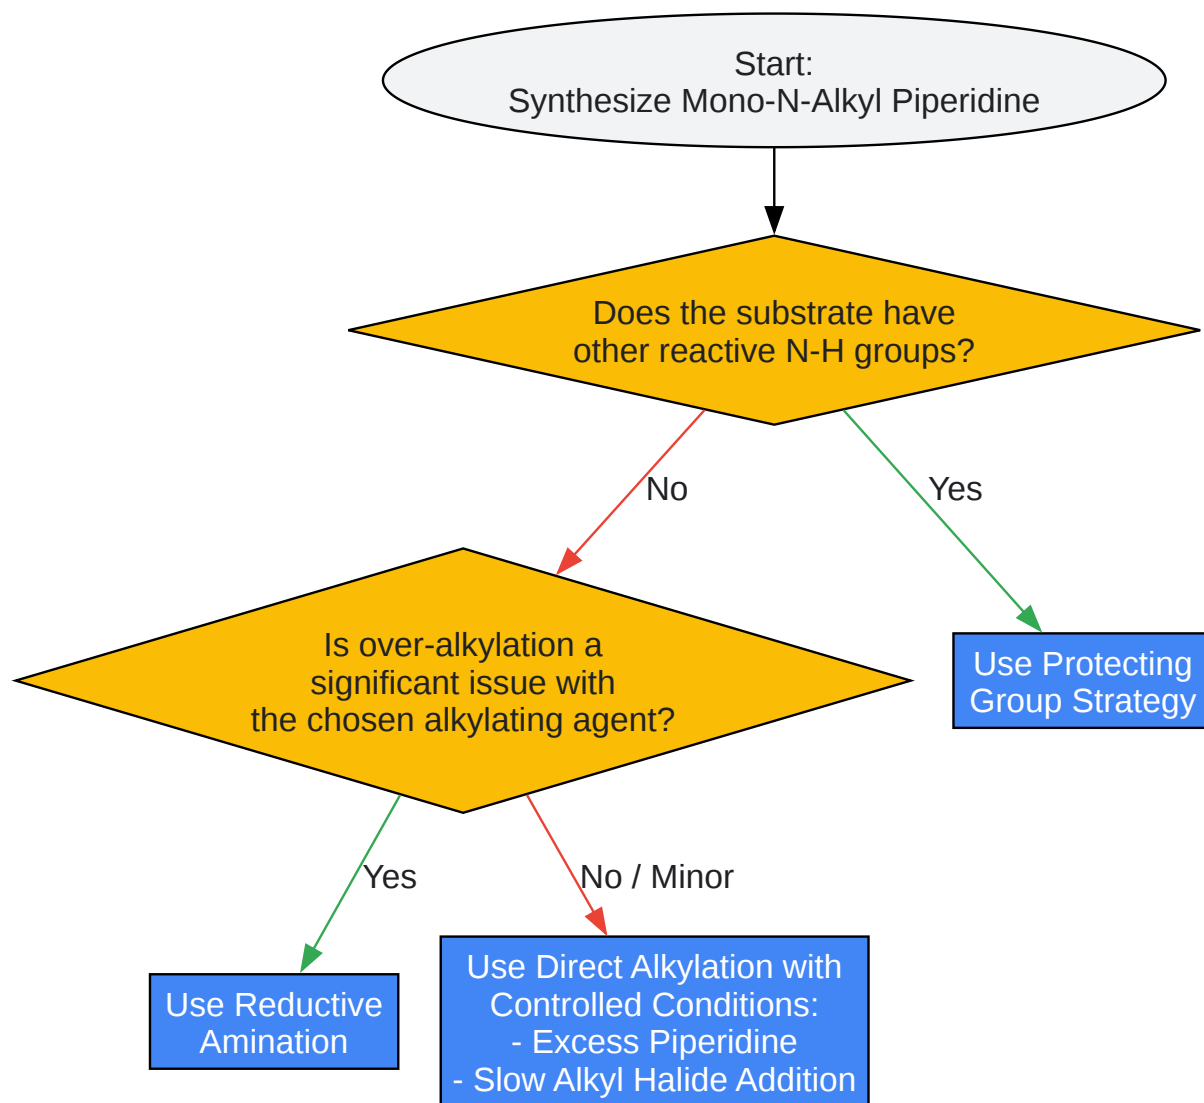 Start:
Synthesize Mono-N-Alkyl Piperidine
Does the substrate have
other reactive N-H groups?
No
Yes
Is over-alkylation a
significant issue with
the chosen alkylating agent?
Use Protecting
Group Strategy
Yes
No / Minor
Use Reductive
Amination
Use Direct Alkylation with
Controlled Conditions:
- Excess Piperidine
- Slow Alkyl Halide Addition